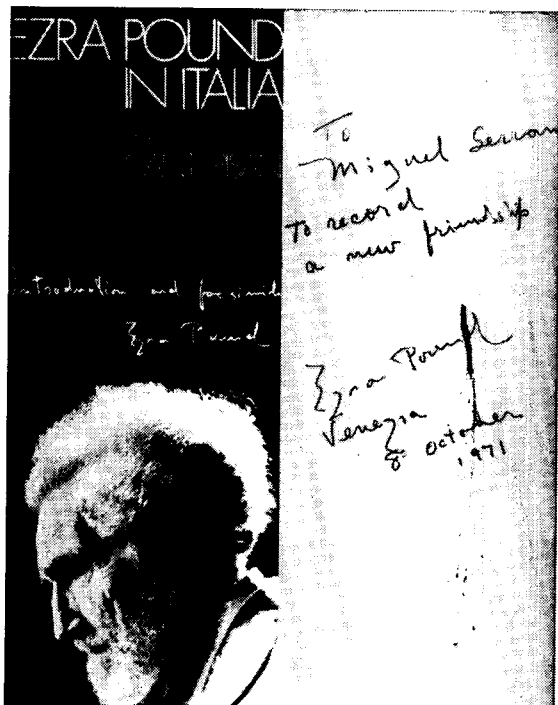 EZRA POUND
IN ITALIA
introduction and facsimile
Ezra Pound
To
Miguel Serrano
To record
a new friendship
Ezra Pound
Venezia
8 October
1971